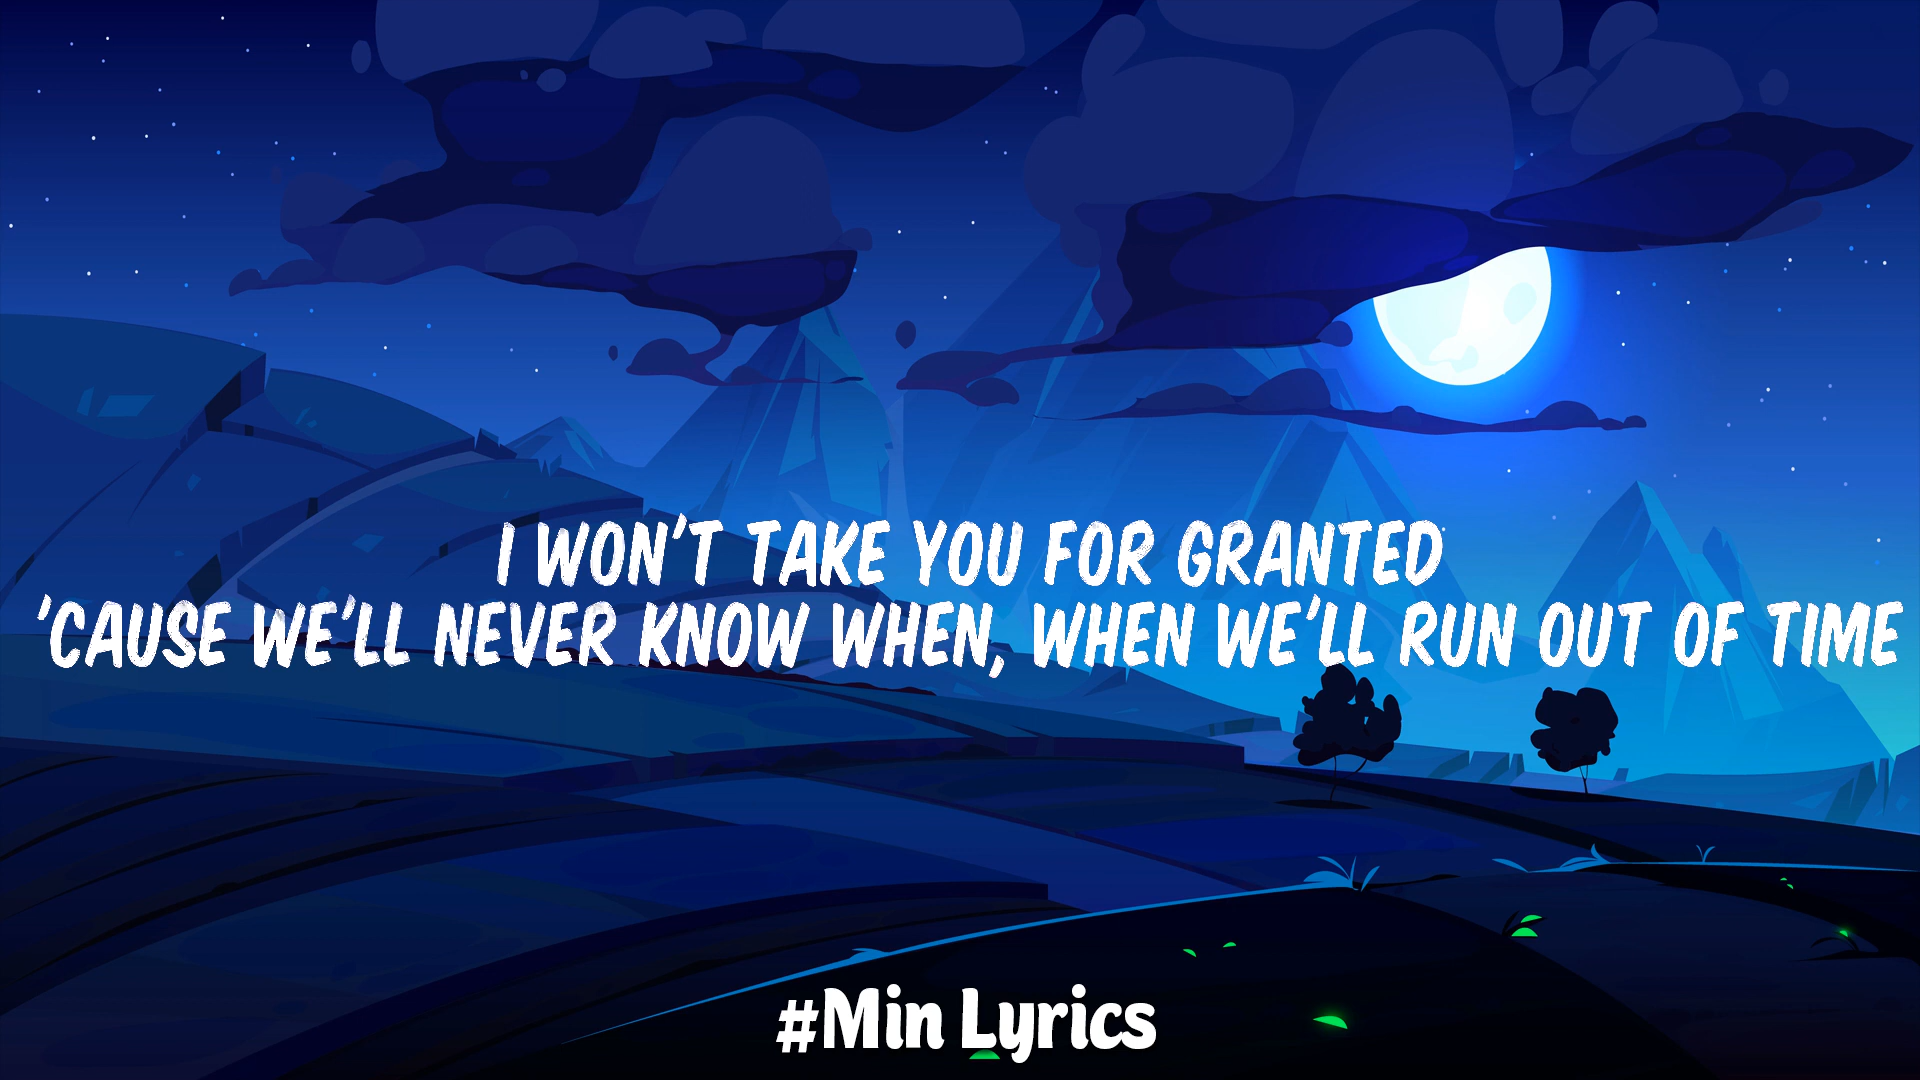 I WON'T TAKE YOU FOR GRANTED
'CAUSE WE'LL NEVER KNOW WHEN, WHEN WE'LL RUN OUT OF TIME
#Min Lyrics